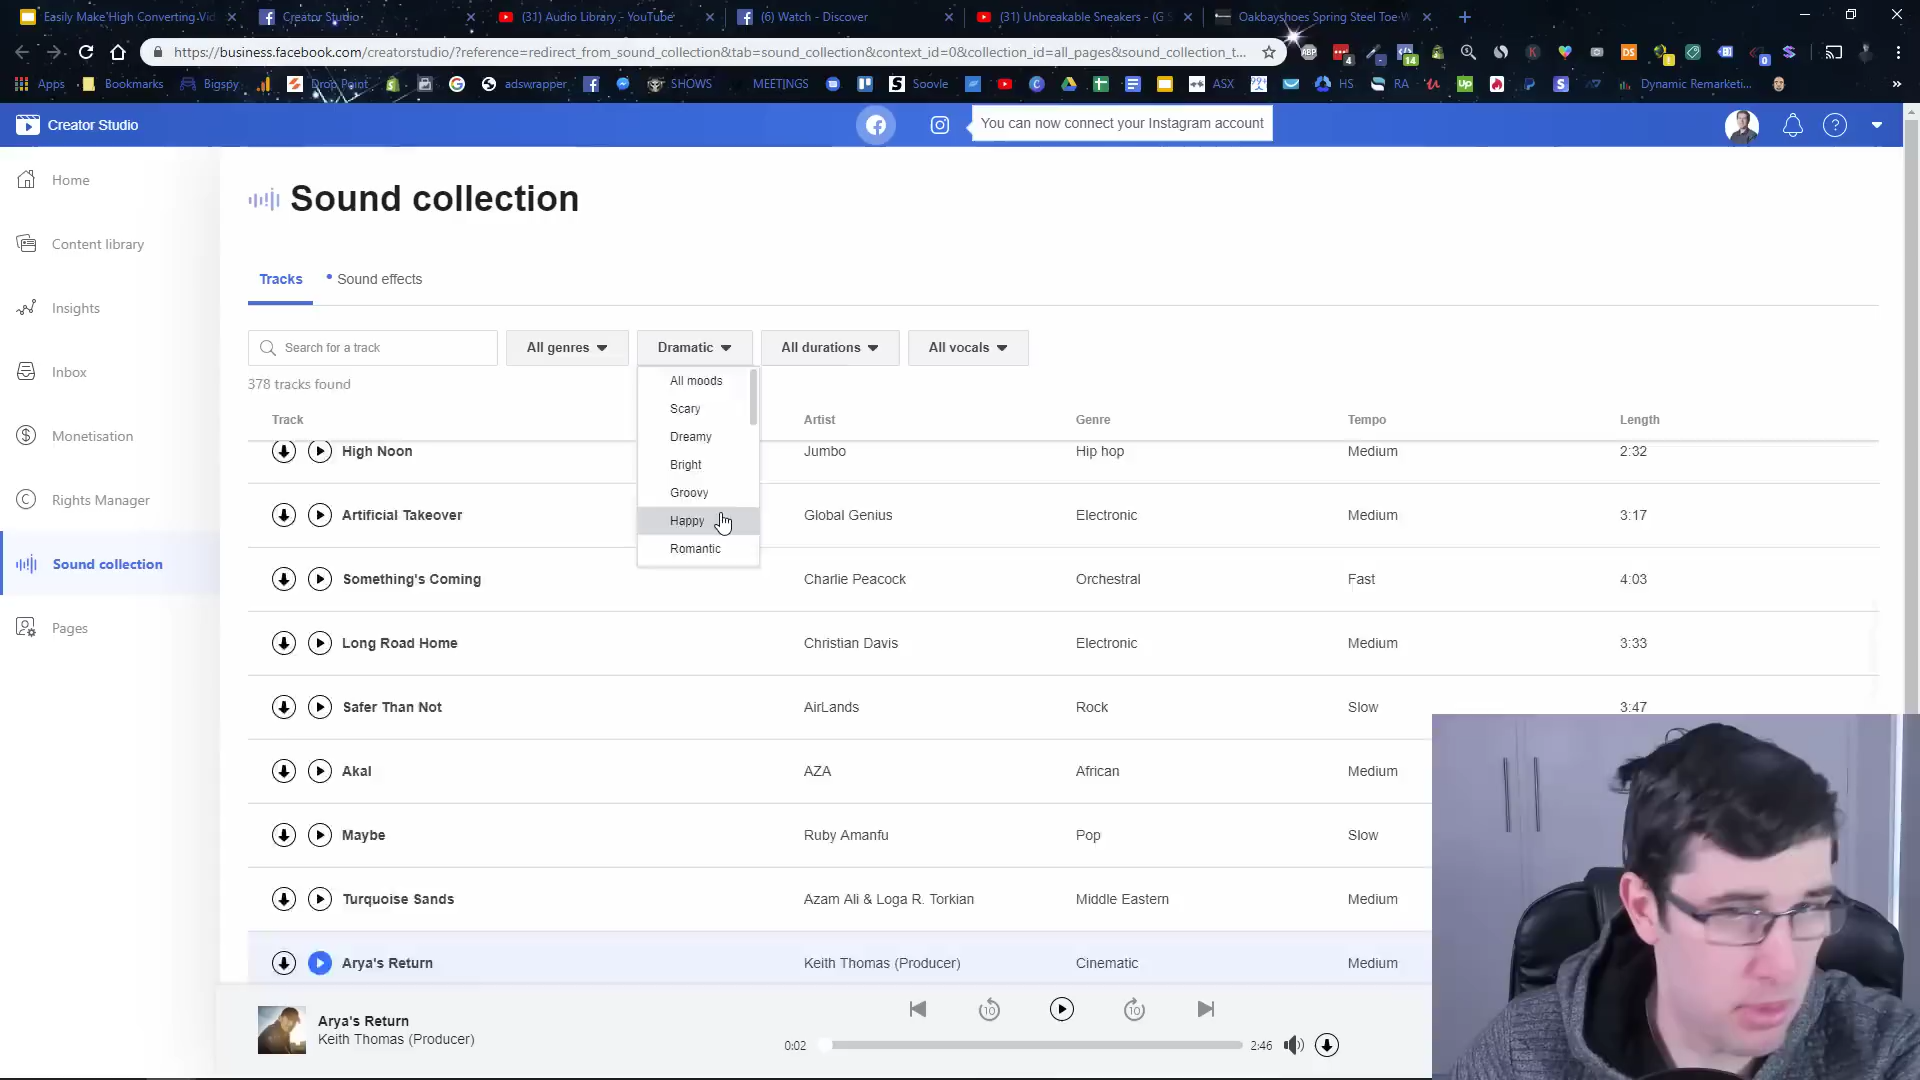 Easily Make High Converting Vid
Creator Studio
(31) Audio Library - YouTube
(6) Watch - Discover
(31) Unbreakable Sneakers - (G S
Oakbayshoes Spring Steel Toe W
https://business.facebook.com/creatorstudio/?reference=redirect_from_sound_collection&tab=sound_collection&context_id=0&collection_id=all_pages&sound_collection_t...
Apps
Bookmarks
Bigspy
Drop Point
adswrapper
SHOWS
MEETINGS
Soovle
ASX
HS
RA
Dynamic Remarketi...
Creator Studio
You can now connect your Instagram account
Home
Content library
Insights
Inbox
Monetisation
Rights Manager
Sound collection
Pages
Sound collection
Tracks
Sound effects
Search for a track
All genres
Dramatic
All durations
All vocals
378 tracks found
All moods
Scary
Dreamy
Bright
Groovy
Happy
Romantic
Track Artist Genre Tempo Length
High Noon Jumbo Hip hop Medium 2:32
Artificial Takeover Global Genius Electronic Medium 3:17
Something's Coming Charlie Peacock Orchestral Fast 4:03
Long Road Home Christian Davis Electronic Medium 3:33
Safer Than Not AirLands Rock Slow 3:47
Akal AZA African Medium
Maybe Ruby Amanfu Pop Slow
Turquoise Sands Azam Ali & Loga R. Torkian Middle Eastern Medium
Arya's Return Keith Thomas (Producer) Cinematic Medium
Arya's Return
Keith Thomas (Producer)
10
10
0:02
2:46